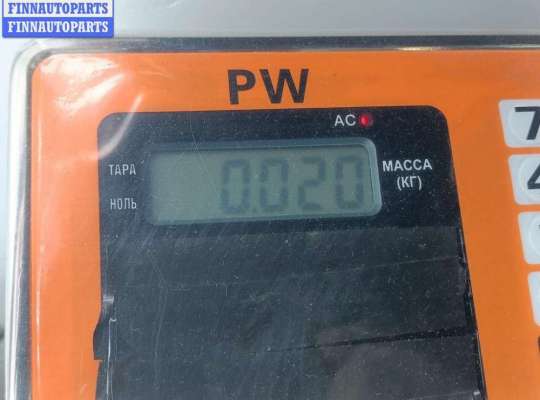 FINNAUTOPARTS
FINNAUTOPARTS
PW
AC
ТАРА
0.020
МАССА
(КГ)
НОЛЬ
7
4